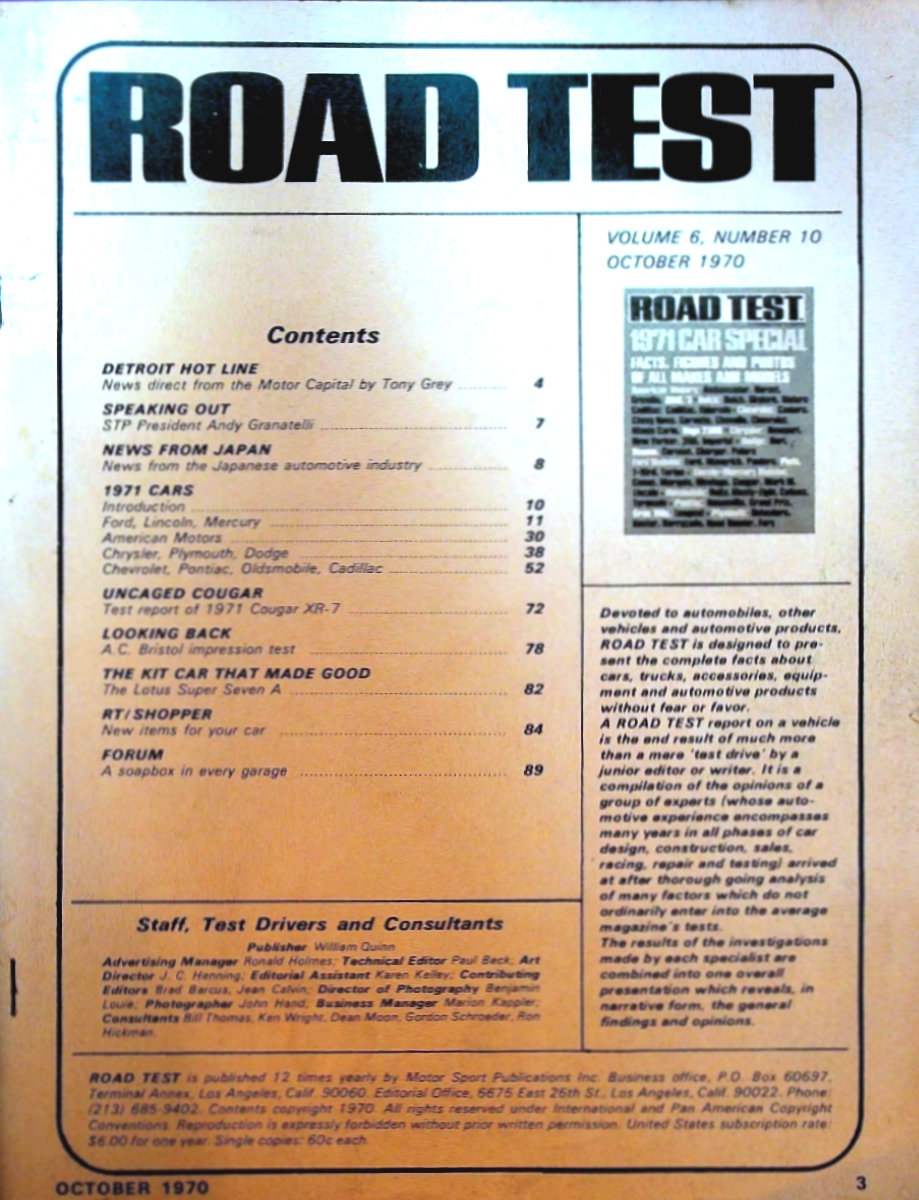 ROAD TEST
Contents
DETROIT HOT LINE
News direct from the Motor Capital by Tony Grey .......... 4
SPEAKING OUT
STP President Andy Granatelli .......... 7
NEWS FROM JAPAN
News from the Japanese automotive industry .......... 8
1971 CARS
Introduction .......... 10
Ford, Lincoln, Mercury .......... 11
American Motors .......... 30
Chrysler, Plymouth, Dodge .......... 38
Chevrolet, Pontiac, Oldsmobile, Cadillac .......... 52
UNCAGED COUGAR
Test report of 1971 Cougar XR-7 .......... 72
LOOKING BACK
A.C. Bristol impression test .......... 78
THE KIT CAR THAT MADE GOOD
The Lotus Super Seven A .......... 82
RT/SHOPPER
New items for your car .......... 84
FORUM
A soapbox in every garage .......... 89
VOLUME 6, NUMBER 10
OCTOBER 1970
ROAD TEST
1971 CAR SPECIAL
FACTS, FIGURES AND PHOTOS
OF ALL MAKES AND MODELS
Devoted to automobiles, other
vehicles and automotive products,
ROAD TEST is designed to pre-
sent the complete facts about
cars, trucks, accessories, equip-
ment and automotive products
without fear or favor.
A ROAD TEST report on a vehicle
is the end result of much more
than a mere 'test drive' by a
junior editor or writer. It is a
compilation of the opinions of a
group of experts (whose auto-
motive experience encompasses
many years in all phases of car
design, construction, sales,
racing, repair and testing) arrived
at after thorough going analysis
of many factors which do not
ordinarily enter into the average
magazine's tests.
The results of the investigations
made by each specialist are
combined into one overall
presentation which reveals, in
narrative form, the general
findings and opinions.
Staff, Test Drivers and Consultants
Publisher William Quinn
Advertising Manager Ronald Holmes; Technical Editor Paul Beck; Art
Director J. C. Henning; Editorial Assistant Karen Kelley; Contributing
Editors Brad Barcus, Jean Calvin; Director of Photography Benjamin
Louie; Photographer John Hand; Business Manager Marion Kappler;
Consultants Bill Thomas, Ken Wright, Dean Moon, Gordon Schroeder, Ron
Hickman.
ROAD TEST is published 12 times yearly by Motor Sport Publications Inc. Business office, P.O. Box 60697,
Terminal Annex, Los Angeles, Calif. 90060. Editorial Office, 6675 East 25th St., Los Angeles, Calif. 90022. Phone:
(213) 685-9402. Contents copyright 1970. All rights reserved under International and Pan American Copyright
Conventions. Reproduction is expressly forbidden without prior written permission. United States subscription rate:
$6.00 for one year. Single copies: 60c each.
OCTOBER 1970
3